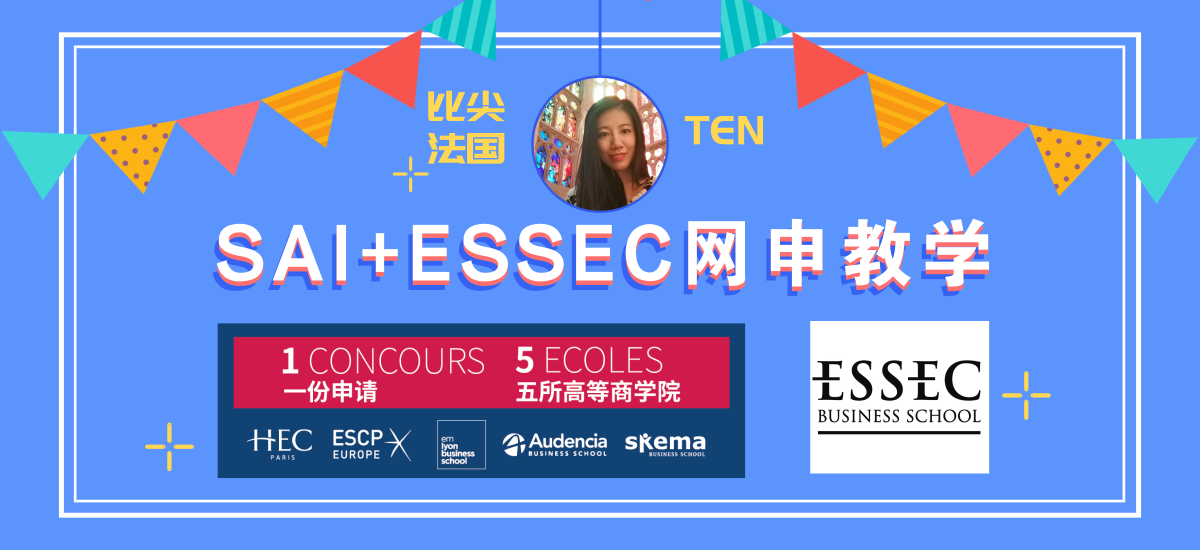 比尖
法国
TEN
SAI+ESSEC网申教学
1 CONCOURS 5 ECOLES
一份申请 五所高等商学院
HEC
PARIS
ESCP
EUROPE
em
lyon
business
school
Audencia
BUSINESS SCHOOL
skema
BUSINESS SCHOOL
ESSEC
BUSINESS SCHOOL